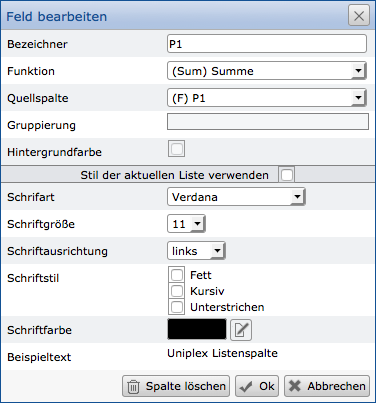 Feld bearbeiten
Bezeichner P1
Funktion (Sum) Summe
Quellspalte (F) P1
Gruppierung
Hintergrundfarbe
Stil der aktuellen Liste verwenden
Schrifart Verdana
Schriftgröße 11
Schriftausrichtung links
Schriftstil Fett
Kursiv
Unterstrichen
Schriftfarbe
Beispieltext Uniplex Listenspalte
Spalte löschen Ok Abbrechen